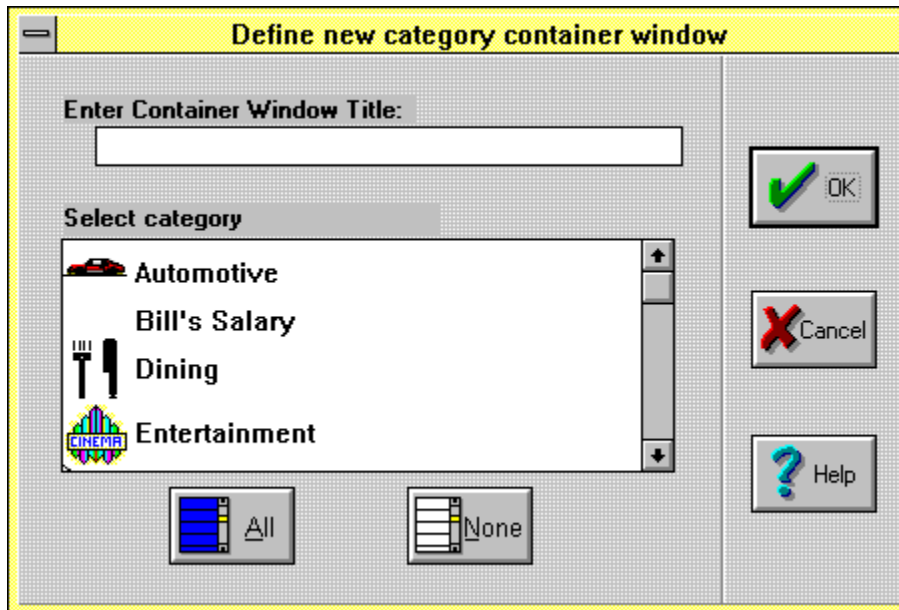 Define new category container window
Enter Container Window Title:
OK
Select category
Automotive
Bill's Salary
Cancel
Dining
CINEMA
Entertainment
Help
All
None